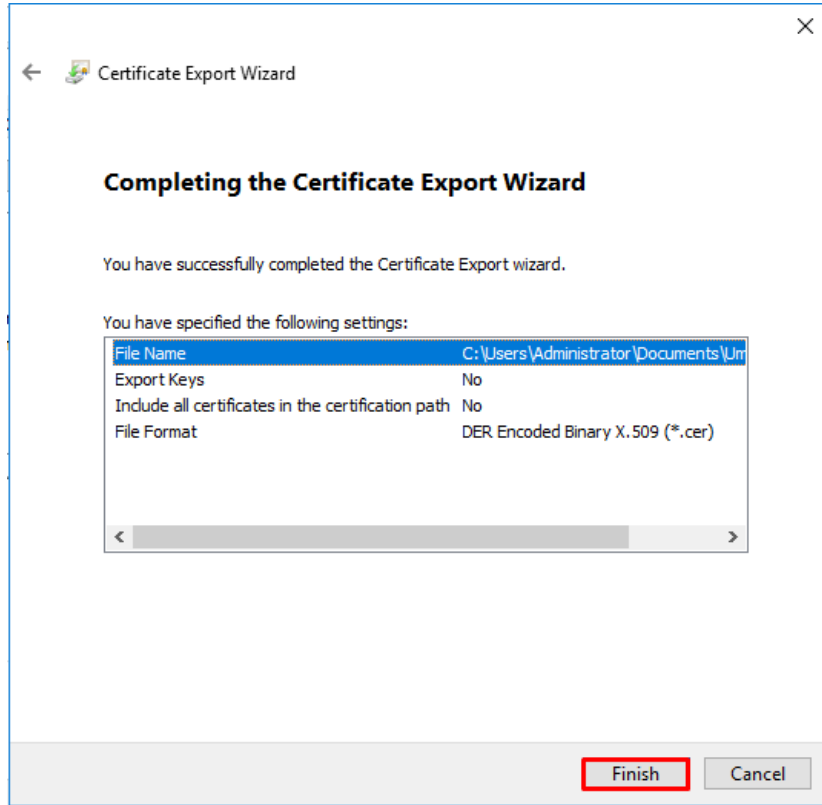 Certificate Export Wizard
Completing the Certificate Export Wizard
You have successfully completed the Certificate Export wizard.
You have specified the following settings:
File Name C:\Users\Administrator\Documents\Um
Export Keys No
Include all certificates in the certification path No
File Format DER Encoded Binary X.509 (*.cer)
Finish Cancel